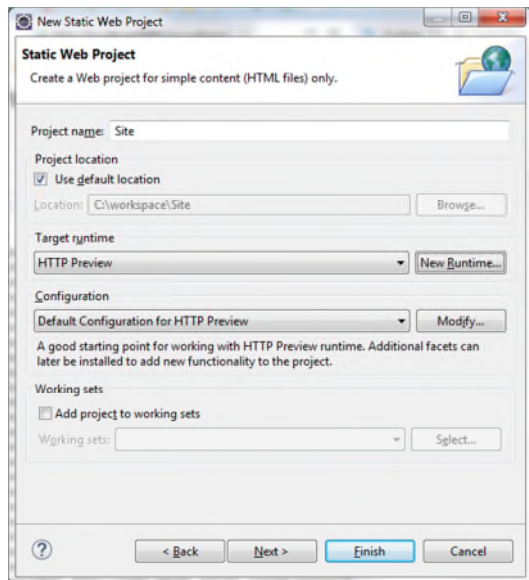 New Static Web Project
Static Web Project
Create a Web project for simple content (HTML files) only.
Project name: Site
Project location
Use default location
Location: C:\workspace\Site Browse...
Target runtime
HTTP Preview New Runtime...
Configuration
Default Configuration for HTTP Preview Modify...
A good starting point for working with HTTP Preview runtime. Additional facets can
later be installed to add new functionality to the project.
Working sets
Add project to working sets
Working sets: Select...
? < Back Next > Finish Cancel